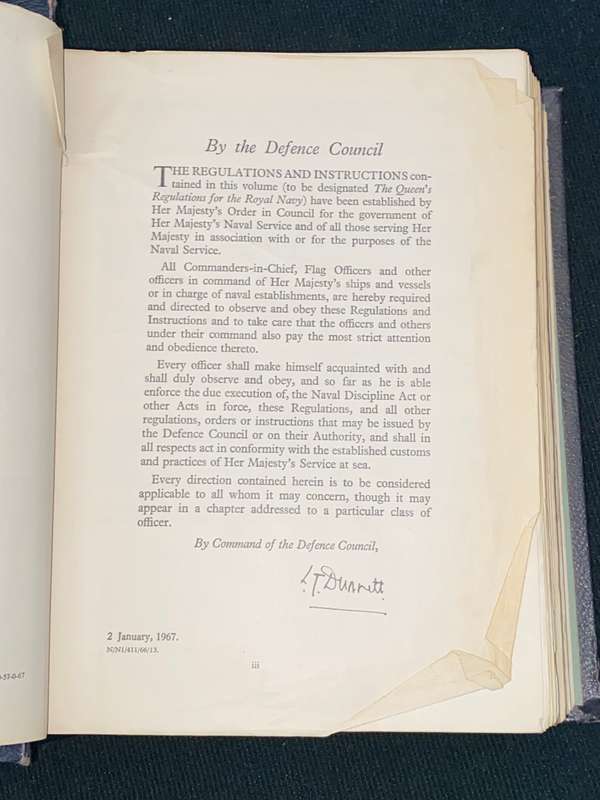 By the Defence Council
THE REGULATIONS AND INSTRUCTIONS con-
tained in this volume (to be designated The Queen's
Regulations for the Royal Navy) have been established by
Her Majesty's Order in Council for the government of
Her Majesty's Naval Service and of all those serving Her
Majesty in association with or for the purposes of the
Naval Service.
All Commanders-in-Chief, Flag Officers and other
officers in command of Her Majesty's ships and vessels
or in charge of naval establishments, are hereby required
and directed to observe and obey these Regulations and
Instructions and to take care that the officers and others
under their command also pay the most strict attention
and obedience thereto.
Every officer shall make himself acquainted with and
shall duly observe and obey, and so far as he is able
enforce the due execution of, the Naval Discipline Act or
other Acts in force, these Regulations, and all other
regulations, orders or instructions that may be issued by
the Defence Council or on their Authority, and shall in
all respects act in conformity with the established customs
and practices of Her Majesty's Service at sea.
Every direction contained herein is to be considered
applicable to all whom it may concern, though it may
appear in a chapter addressed to a particular class of
officer.
By Command of the Defence Council,
L.T. Dunnett
2 January, 1967.
N/N1/411/66/13.
iii